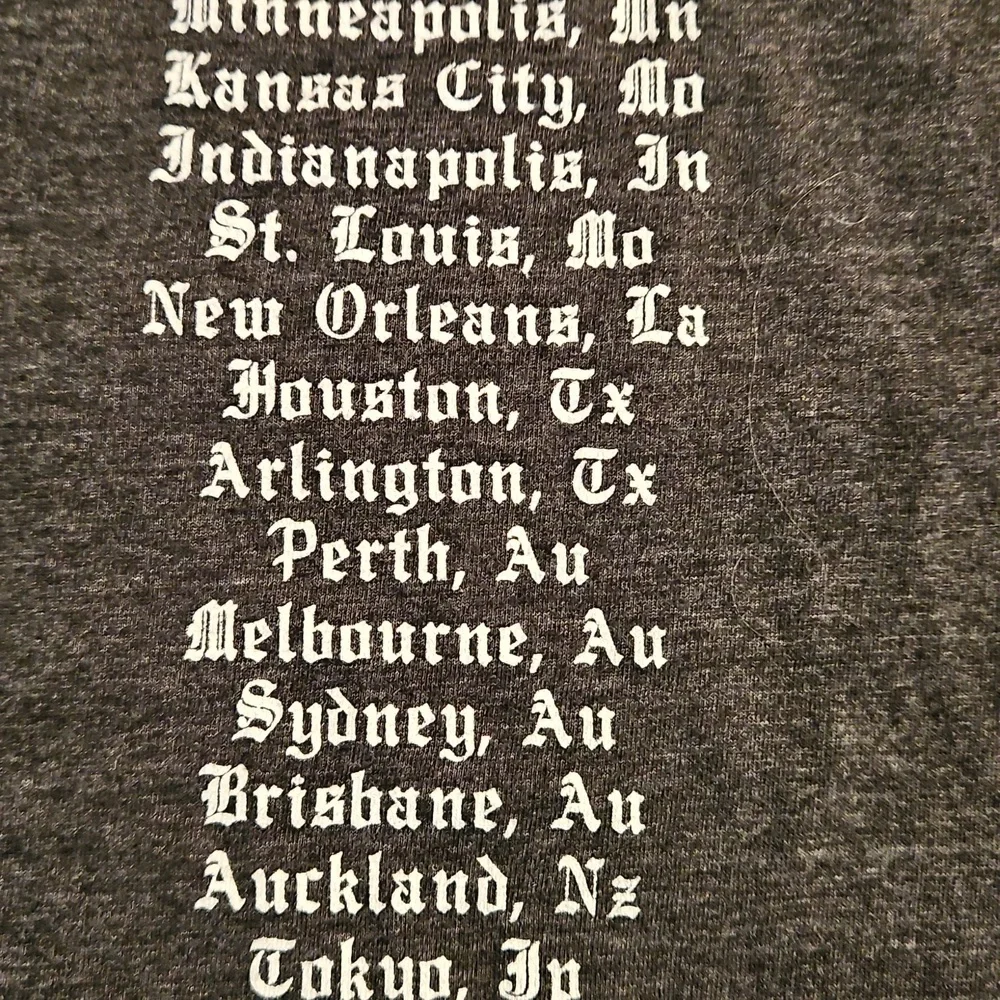 Minneapolis, Mn
Kansas City, Mo
Indianapolis, In
St. Louis, Mo
New Orleans, La
Houston, Tx
Arlington, Tx
Perth, Au
Melbourne, Au
Sydney, Au
Brisbane, Au
Auckland, Nz
Tokyo, Jp